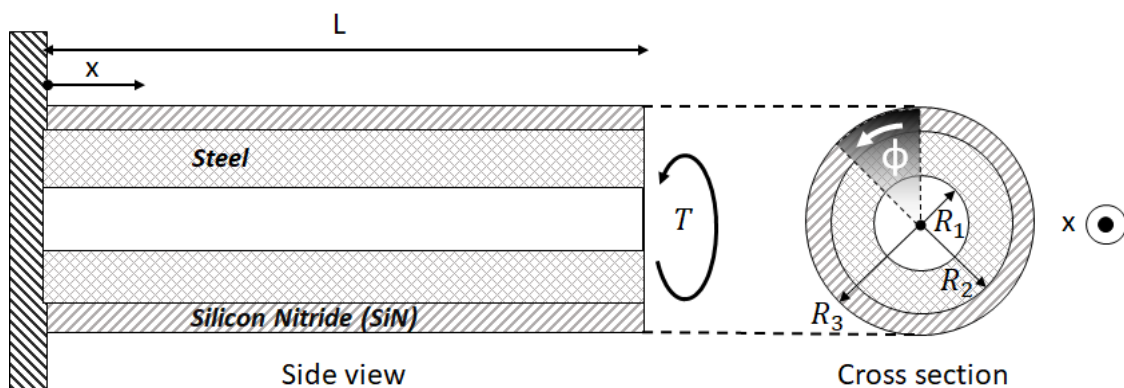 L
x
Steel
T
Silicon Nitride (SiN)
Side view
ϕ
R₁
R₂
R₃
x
Cross section